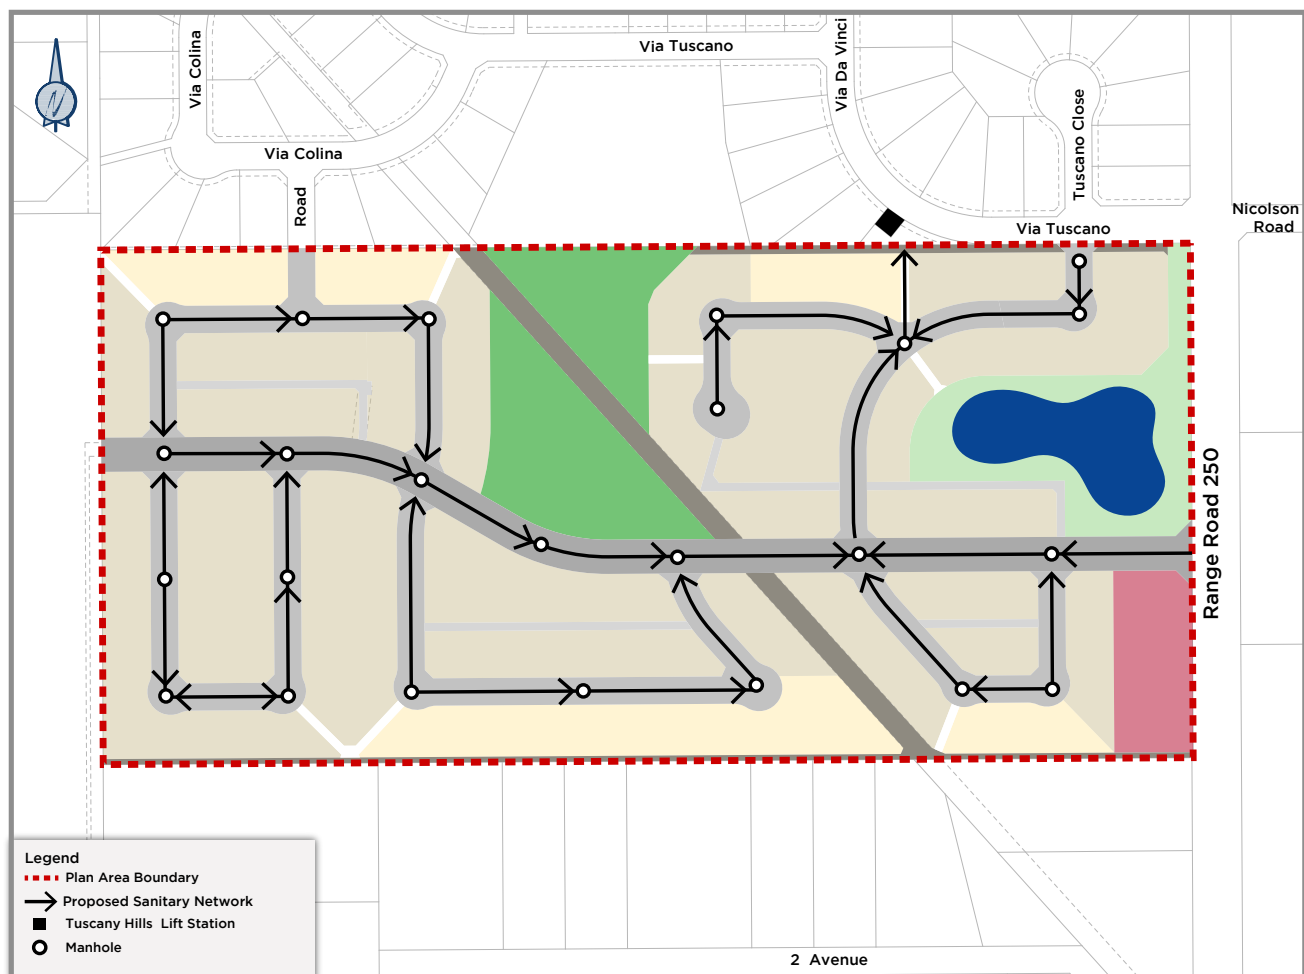 Via Tuscano
Via Colina
Via Da Vinci
Via Colina
Tuscano Close
Road
Nicolson
Road
Via Tuscano
Range Road 250
Legend
Plan Area Boundary
Proposed Sanitary Network
Tuscany Hills Lift Station
Manhole
2 Avenue